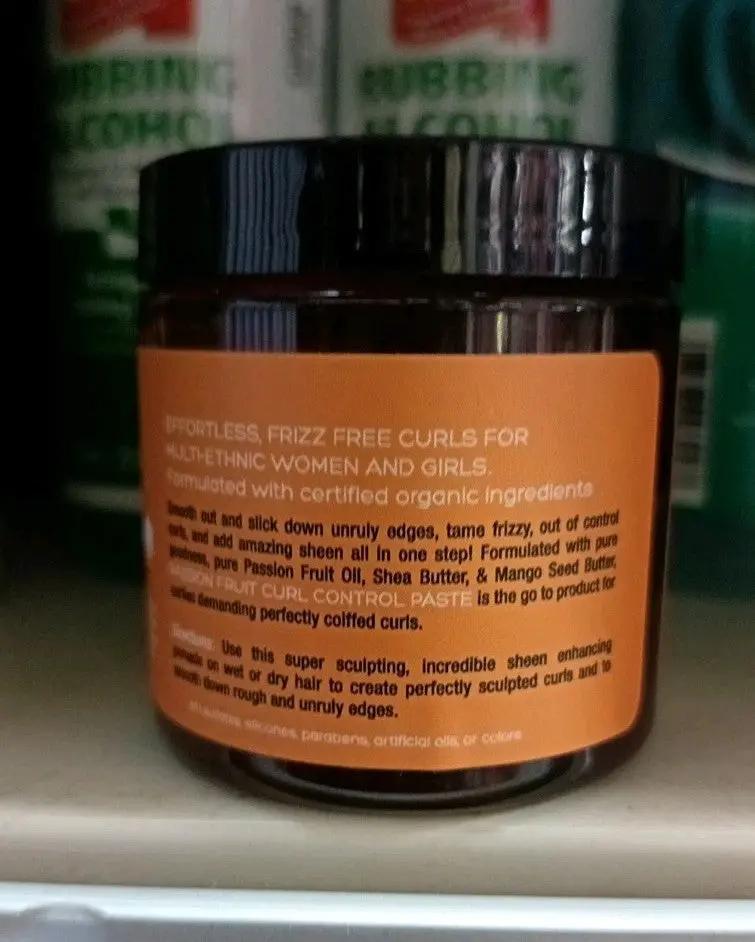 RUBBING
ALCOHOL
RUBBING
ALCOHOL
EFFORTLESS, FRIZZ FREE CURLS FOR
MULTI-ETHNIC WOMEN AND GIRLS.
Formulated with certified organic ingredients
Smooth out and slick down unruly edges, tame frizzy, out of control
curls, and add amazing sheen all in one step! Formulated with pure
pure Passion Fruit Oil, Shea Butter, & Mango Seed Butter,
PASSION FRUIT CURL CONTROL PASTE is the go to product for
curlies demanding perfectly coiffed curls.
Directions: Use this super sculpting, incredible sheen enhancing
pomade on wet or dry hair to create perfectly sculpted curls and to
smooth down rough and unruly edges.
silicones, parabens, artificial oils, or colors